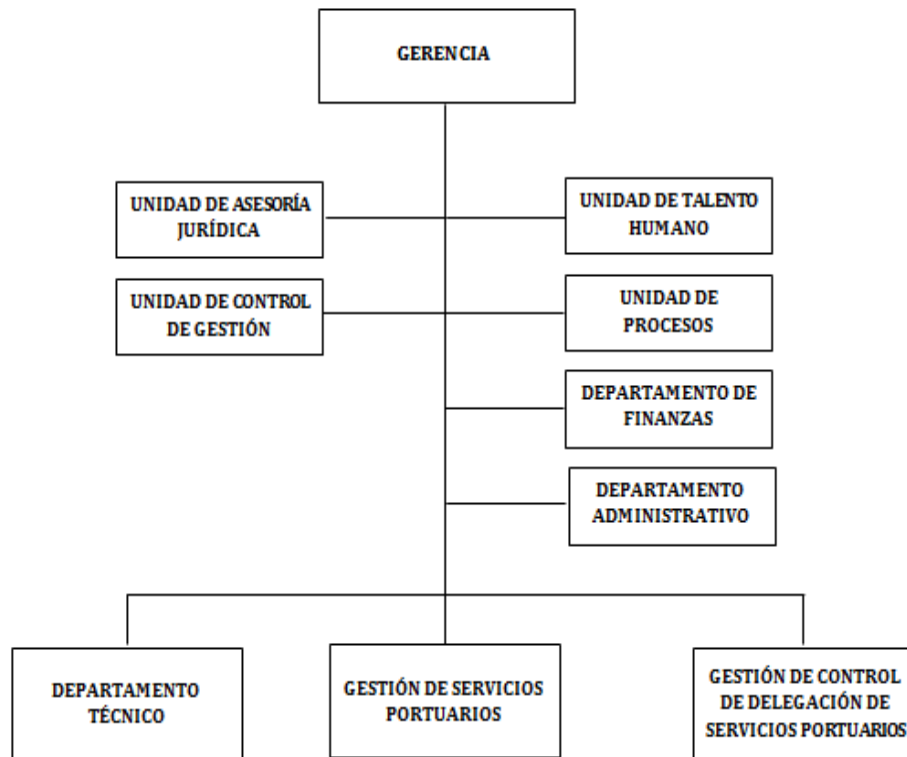 GERENCIA
UNIDAD DE ASESORÍA
JURÍDICA
UNIDAD DE TALENTO
HUMANO
UNIDAD DE CONTROL
DE GESTIÓN
UNIDAD DE
PROCESOS
DEPARTAMENTO DE
FINANZAS
DEPARTAMENTO
ADMINISTRATIVO
DEPARTAMENTO
TÉCNICO
GESTIÓN DE SERVICIOS
PORTUARIOS
GESTIÓN DE CONTROL
DE DELEGACIÓN DE
SERVICIOS PORTUARIOS